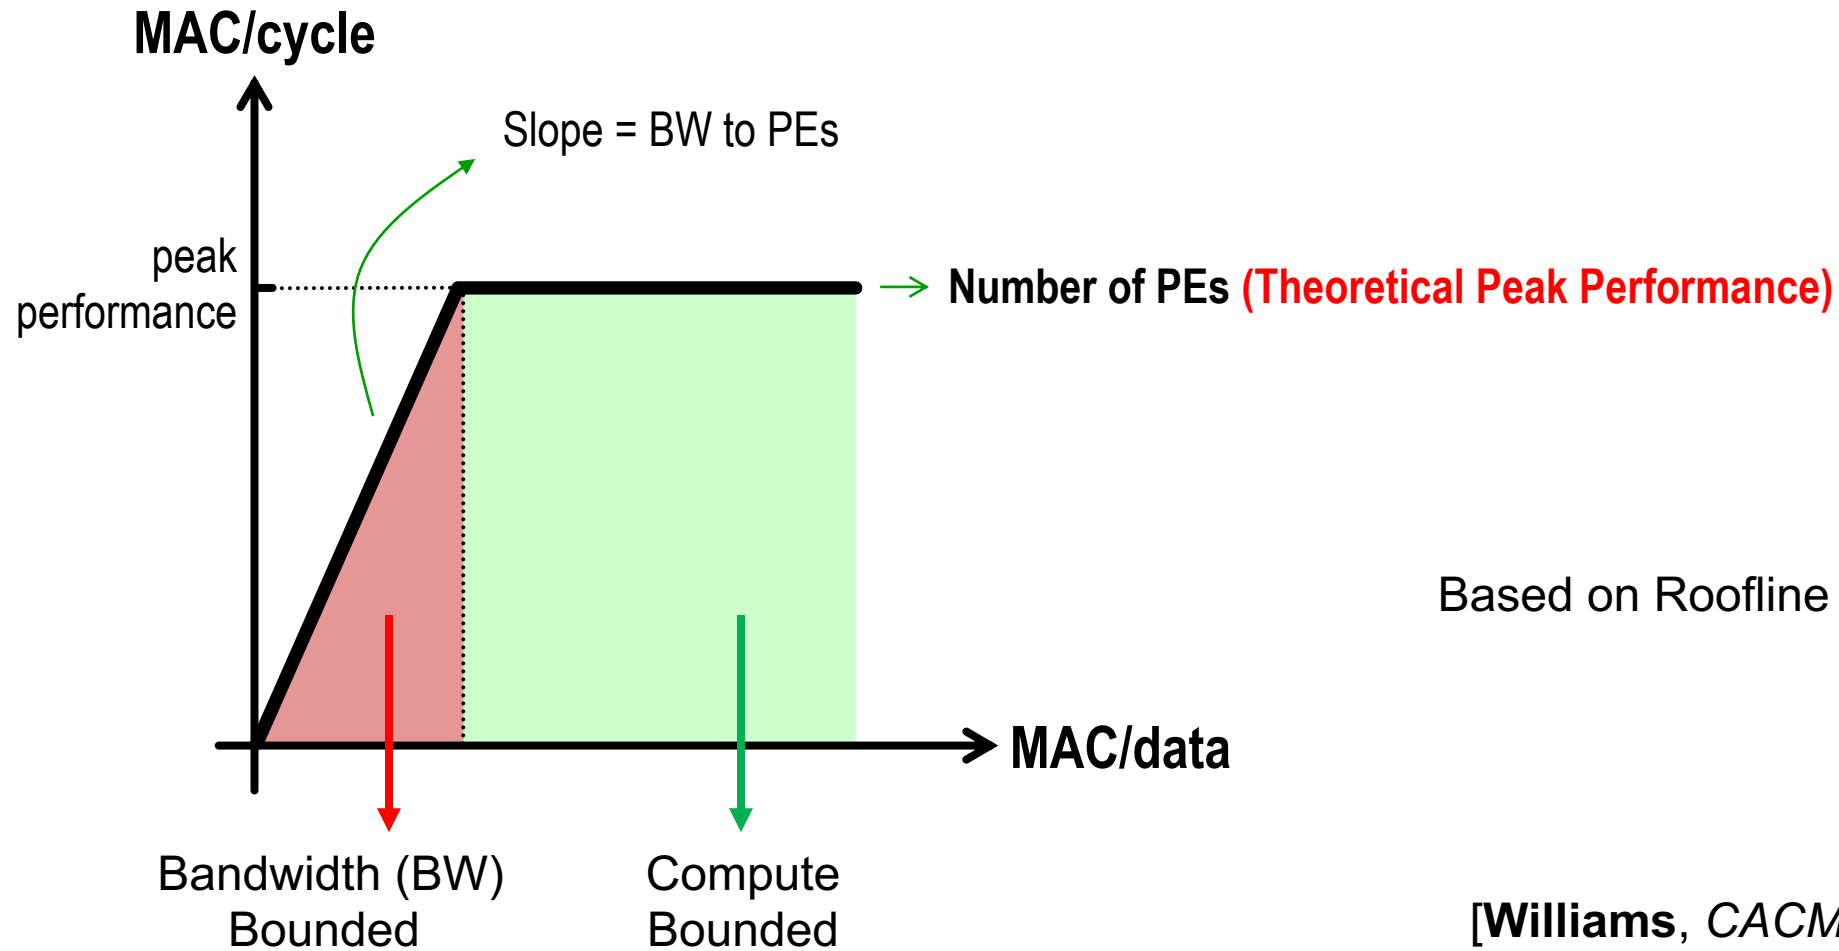 MAC/cycle
Slope = BW to PEs
peak
performance
Number of PEs (Theoretical Peak Performance)
Based on Roofline
MAC/data
Bandwidth (BW)
Bounded
Compute
Bounded
[Williams, CACM